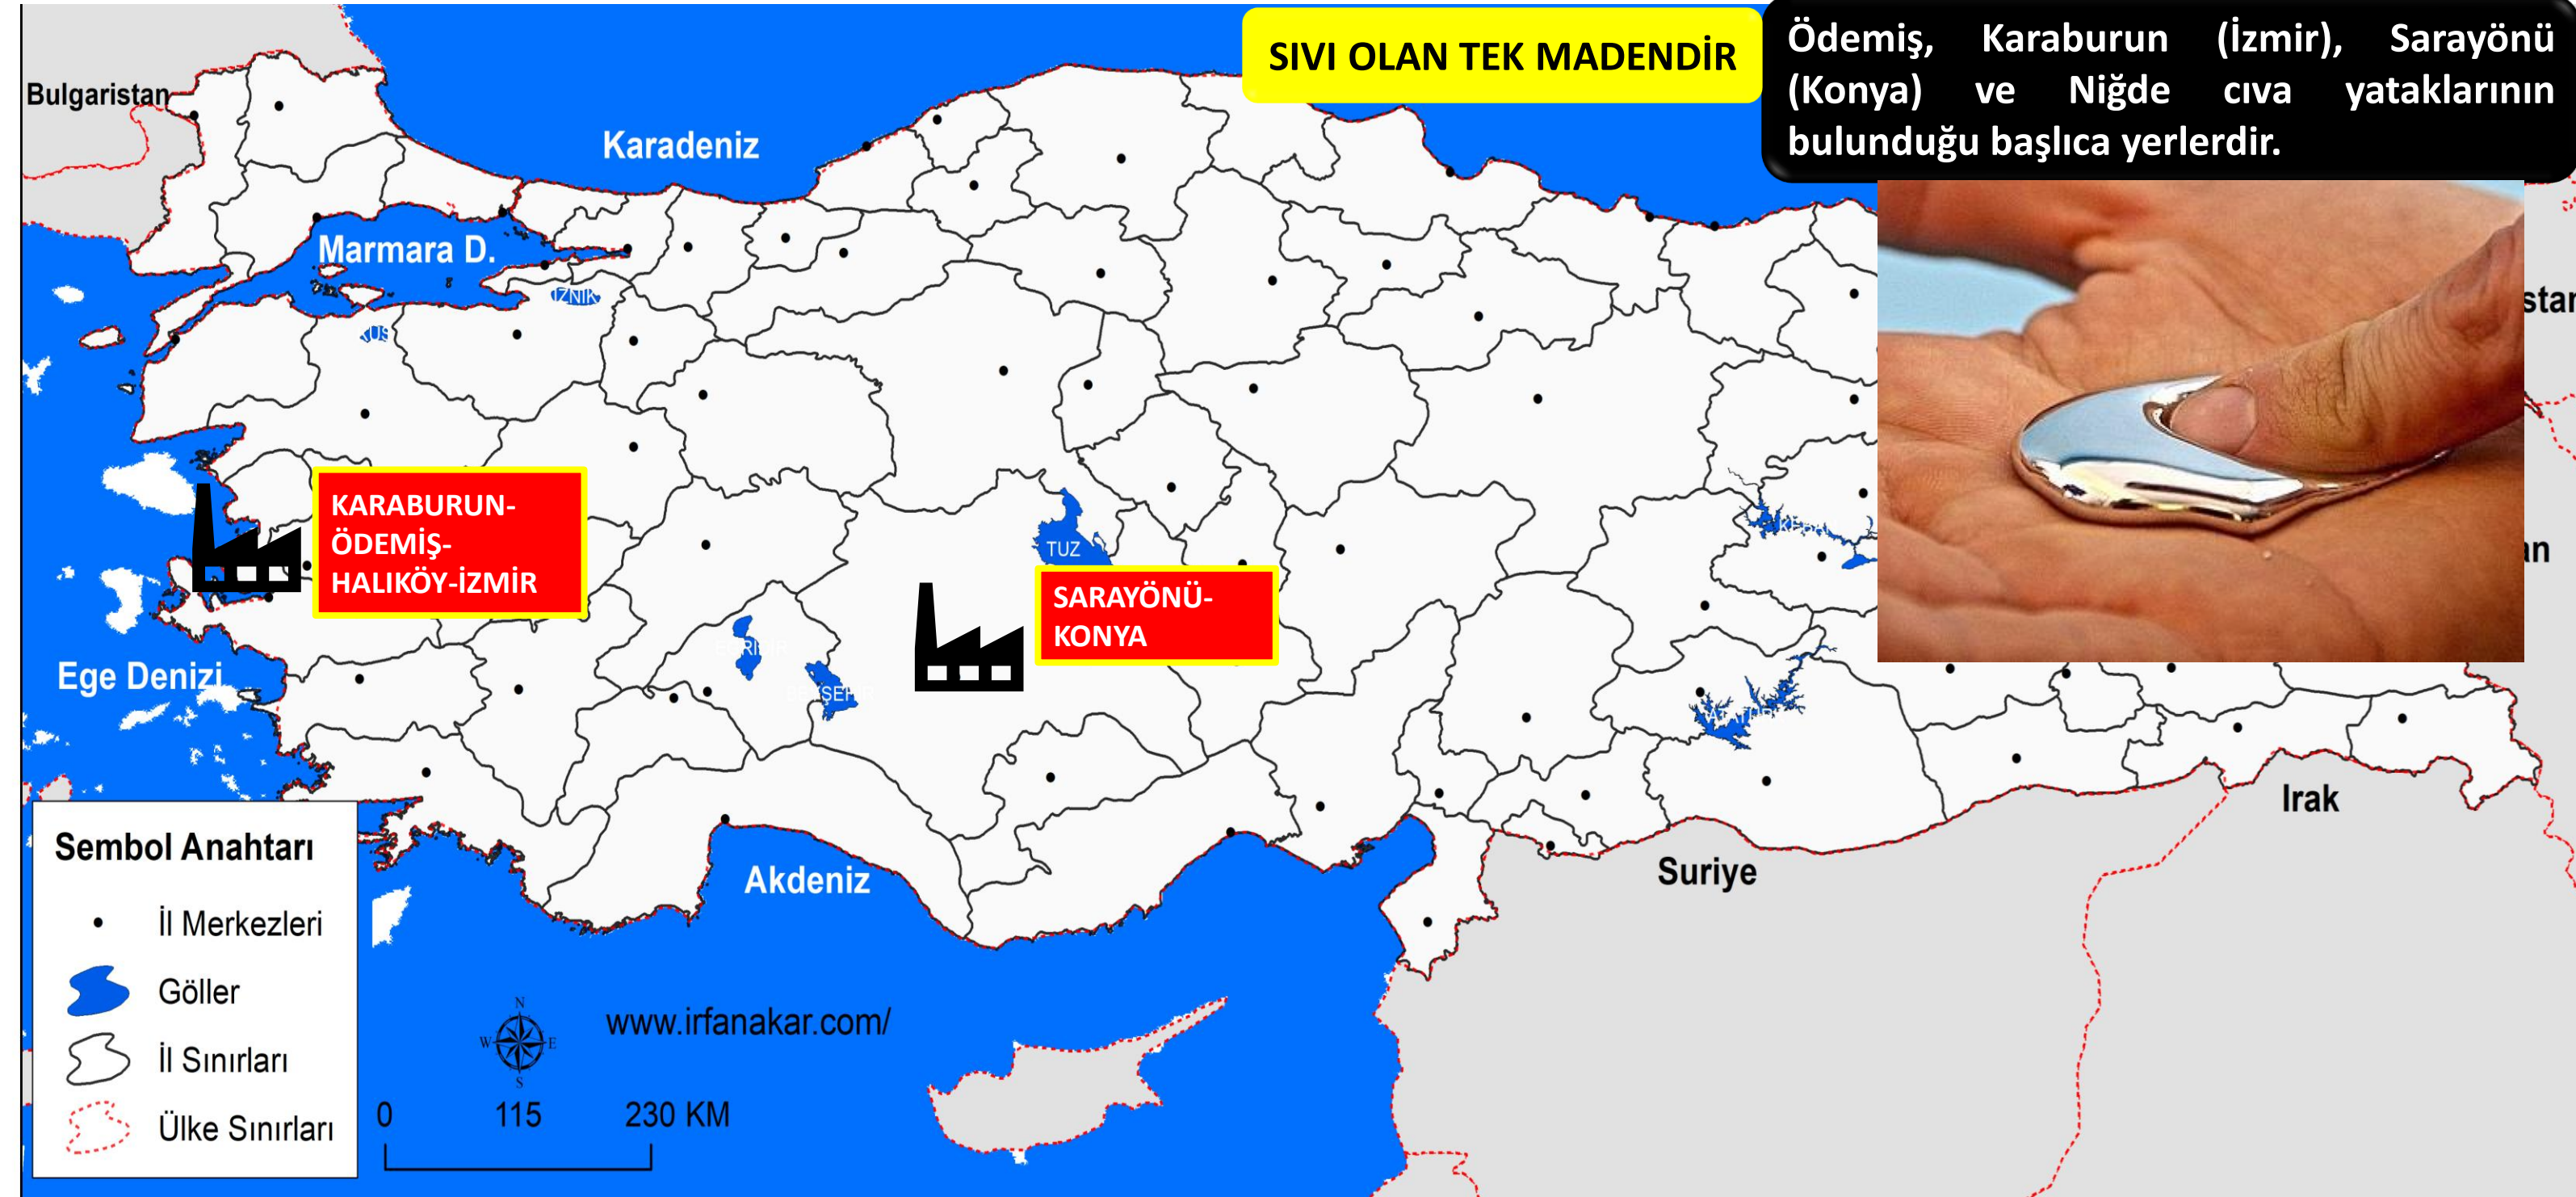 SIVI OLAN TEK MADENDİR
Ödemiş, Karaburun (İzmir), Sarayönü
(Konya) ve Niğde cıva yataklarının
bulunduğu başlıca yerlerdir.
Bulgaristan
Karadeniz
Marmara D.
İZNİK
KUŞ
KARABURUN-
ÖDEMİŞ-
HALIKÖY-İZMİR
TUZ
SARAYÖNÜ-
KONYA
Ege Denizi
Irak
Suriye
Akdeniz
Sembol Anahtarı
İl Merkezleri
Göller
İl Sınırları
Ülke Sınırları
N
W
E
S
www.irfanakar.com/
0 115 230 KM